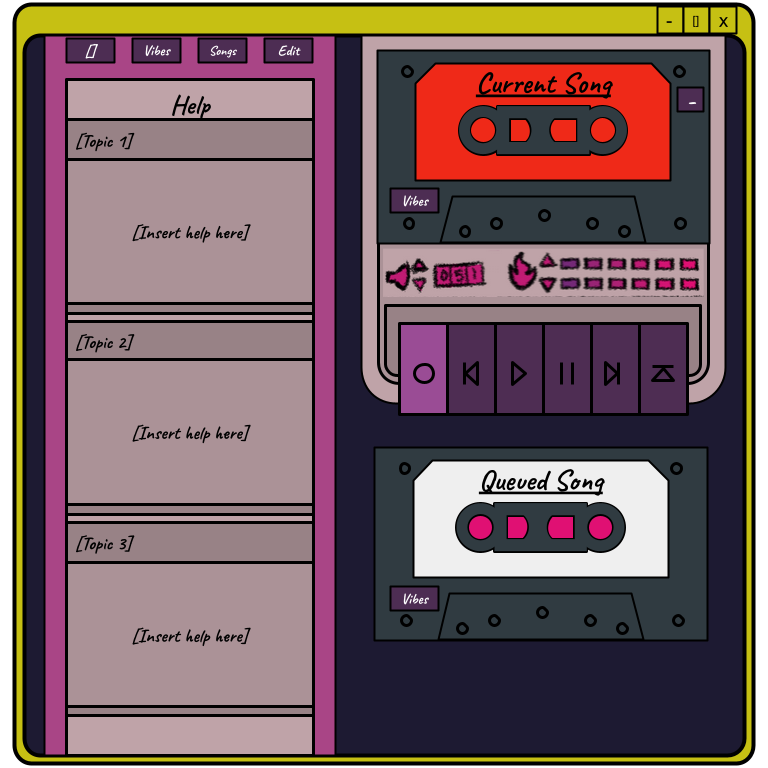 - ▯ x
▯ Vibes Songs Edit
Help
[Topic 1]
[Insert help here]
[Topic 2]
[Insert help here]
[Topic 3]
[Insert help here]
Current Song
-
Vibes
051
Queued Song
Vibes